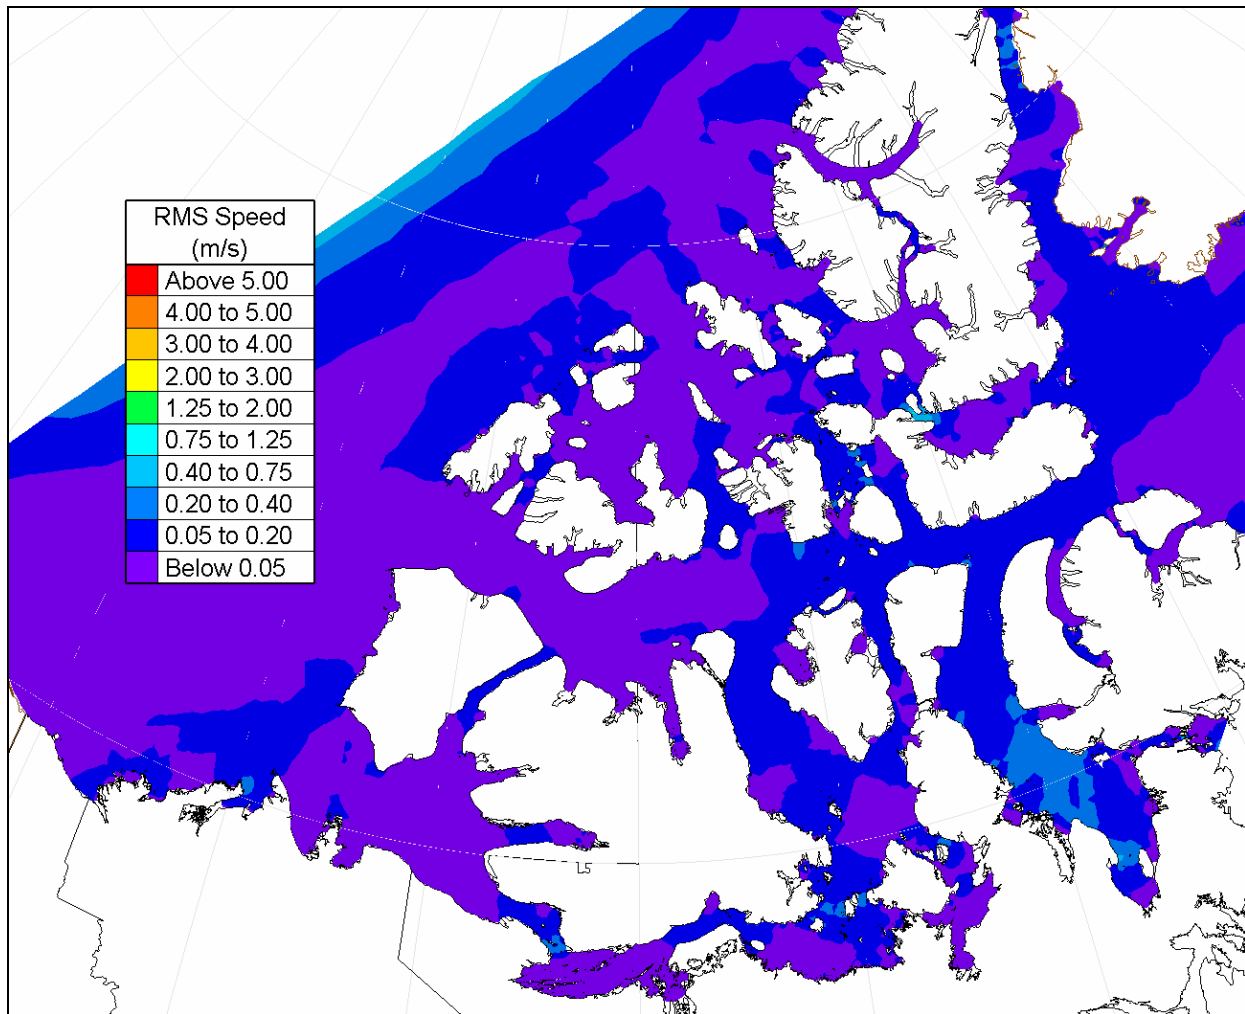 RMS Speed
(m/s)
Above 5.00
4.00 to 5.00
3.00 to 4.00
2.00 to 3.00
1.25 to 2.00
0.75 to 1.25
0.40 to 0.75
0.20 to 0.40
0.05 to 0.20
Below 0.05